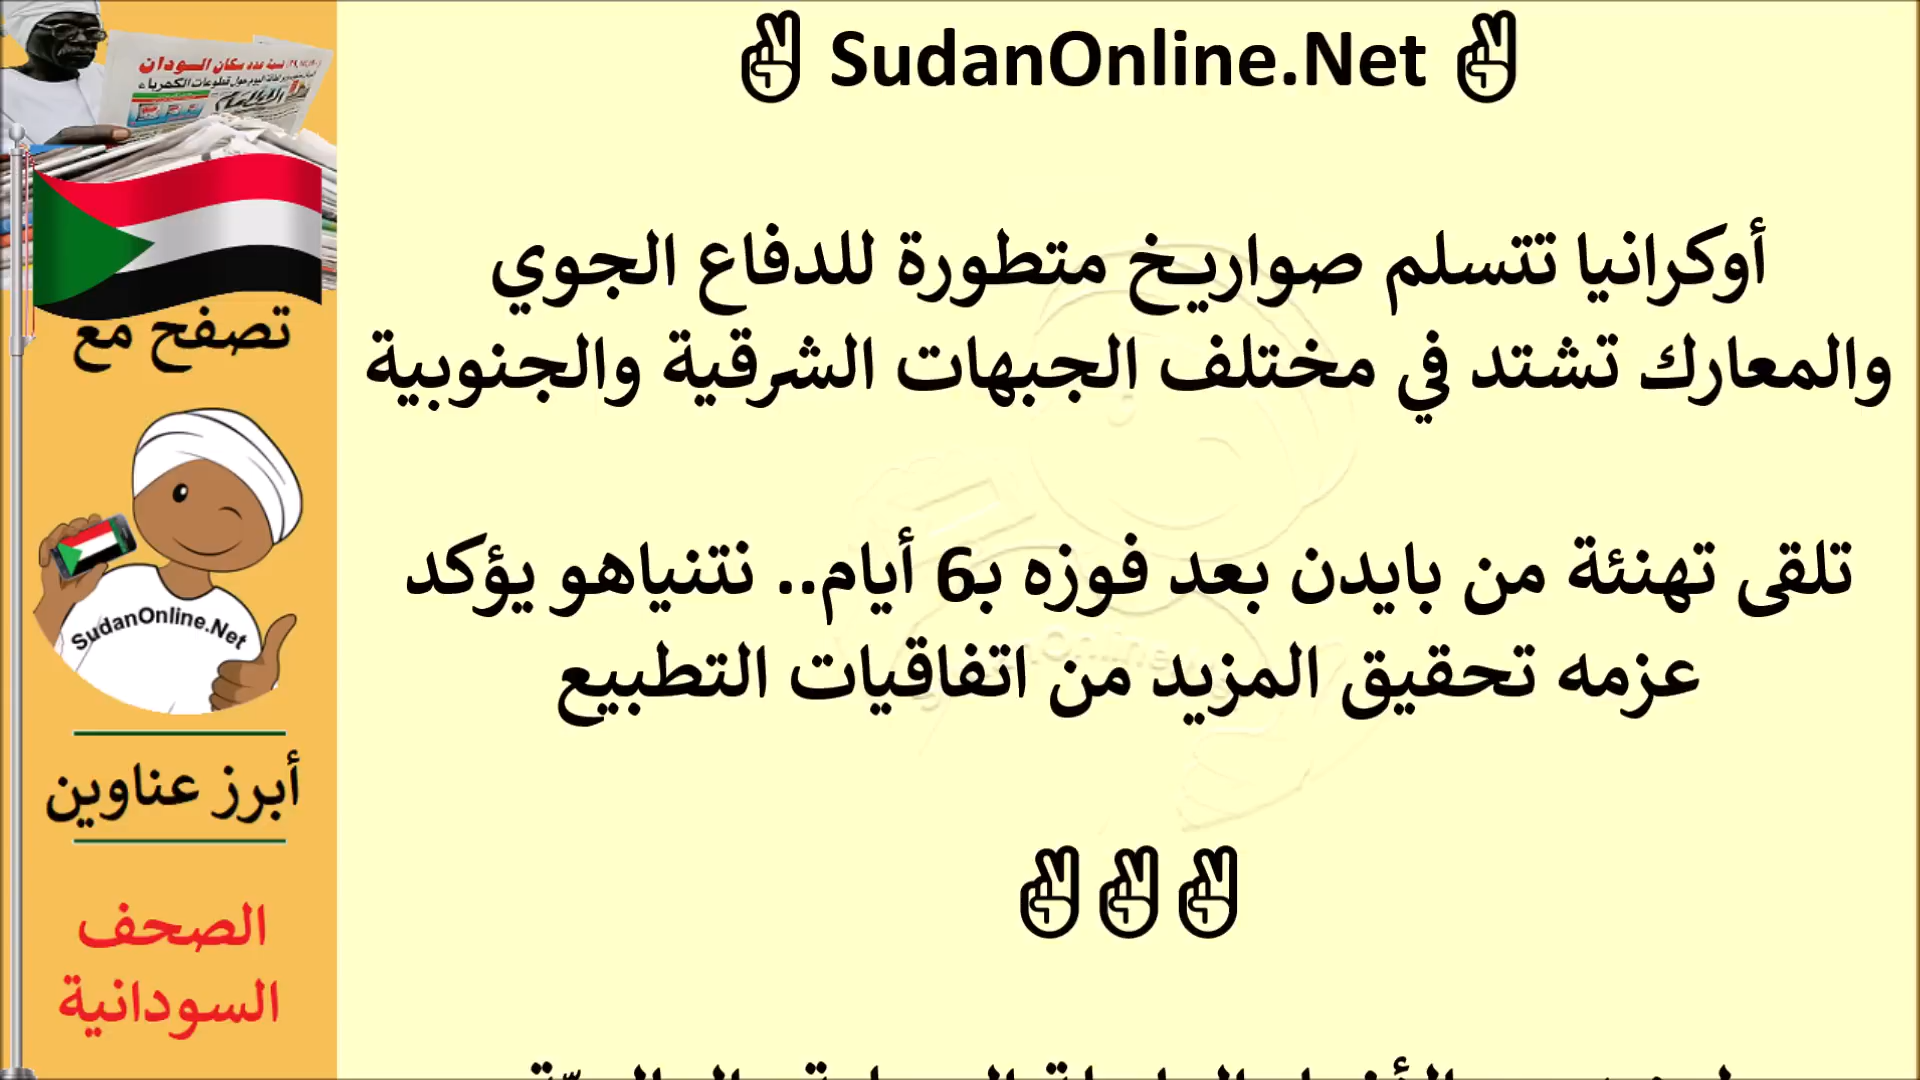 ✌ SudanOnline.Net ✌
أوكرانيا تتسلم صواريخ متطورة للدفاع الجوي
والمعارك تشتد في مختلف الجبهات الشرقية والجنوبية
تلقى تهنئة من بايدن بعد فوزه بـ6 أيام.. نتنياهو يؤكد
عزمه تحقيق المزيد من اتفاقيات التطبيع
✌✌✌
تصفح مع
SudanOnline.Net
أبرز عناوين
الصحف
السودانية